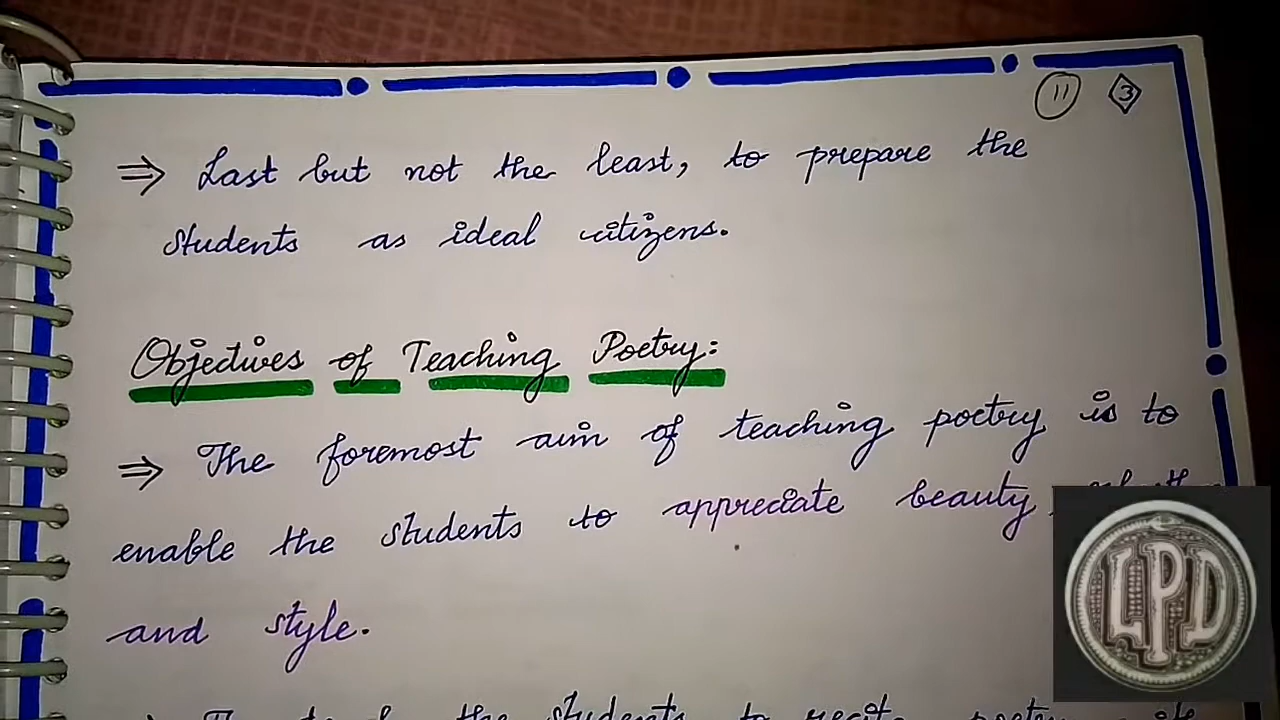 11 3
⇒ Last but not the least, to prepare the
students as ideal citizens.
Objectives of Teaching Poetry:
⇒ The foremost aim of teaching poetry is to
enable the students to appreciate beauty,
and style.
the students to recite
LPD